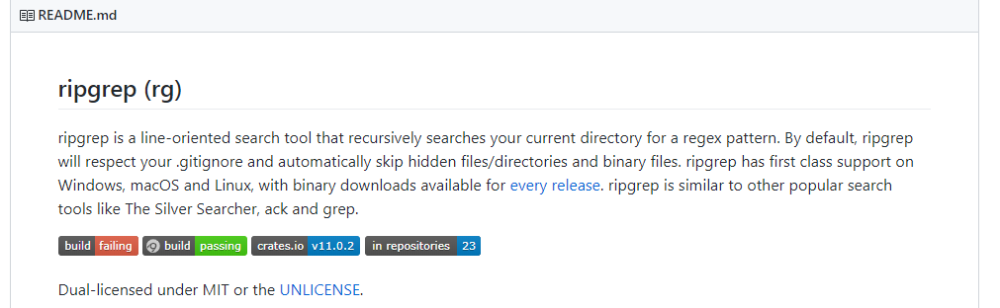 README.md
ripgrep (rg)
ripgrep is a line-oriented search tool that recursively searches your current directory for a regex pattern. By default, ripgrep
will respect your .gitignore and automatically skip hidden files/directories and binary files. ripgrep has first class support on
Windows, macOS and Linux, with binary downloads available for every release. ripgrep is similar to other popular search
tools like The Silver Searcher, ack and grep.
build failing build passing crates.io v11.0.2 in repositories 23
Dual-licensed under MIT or the UNLICENSE.